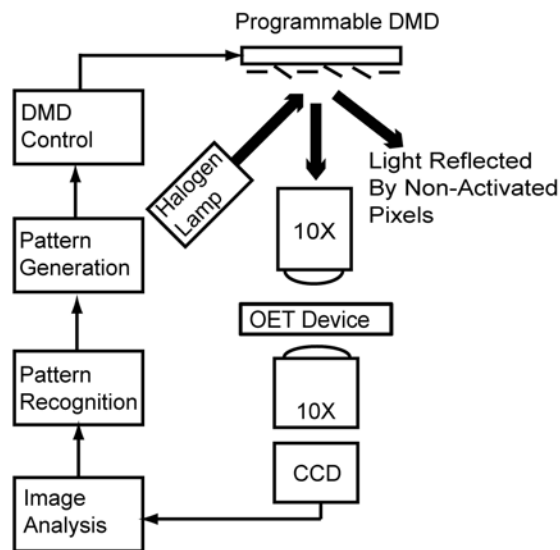 Programmable DMD
DMD
Control
Halogen
Lamp
Light Reflected
By Non-Activated
Pixels
10X
Pattern
Generation
OET Device
Pattern
Recognition
10X
CCD
Image
Analysis